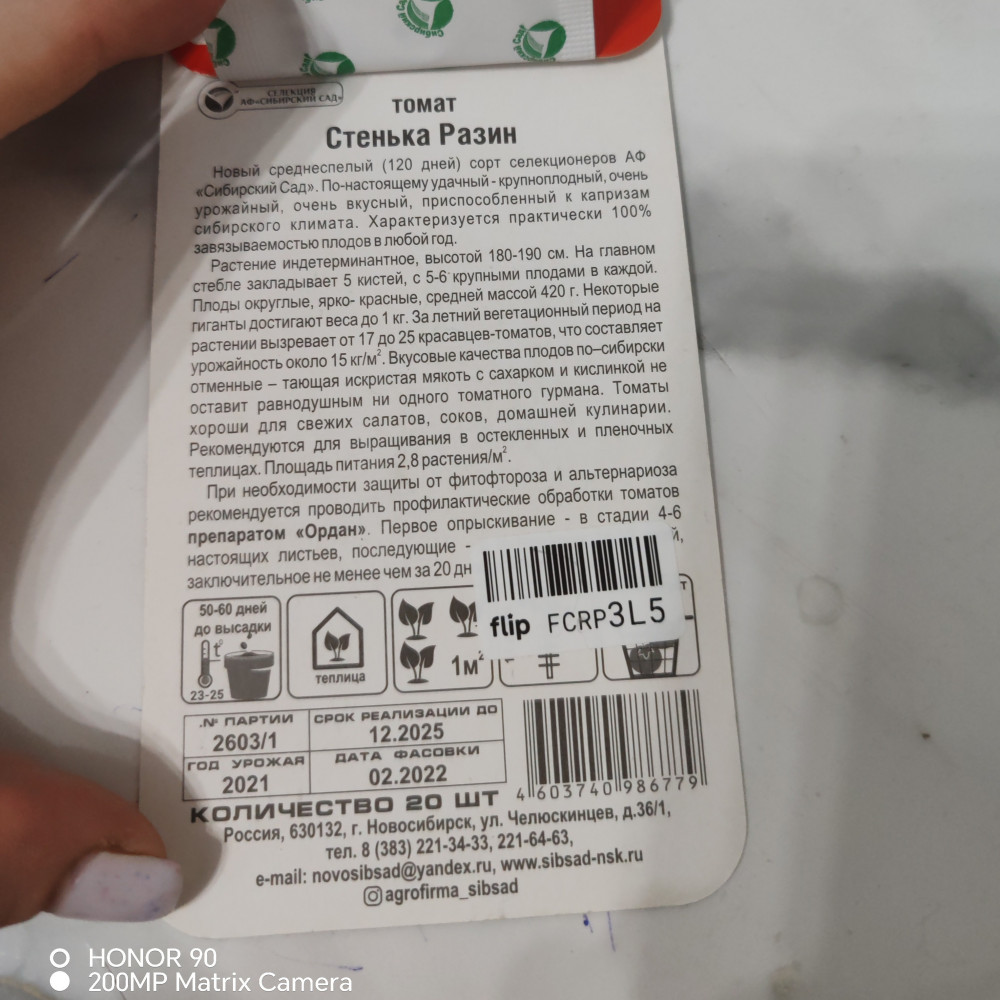 СЕЛЕКЦИЯ
АФ«СИБИРСКИЙ САД»
томат
Стенька Разин
Новый среднеспелый (120 дней) сорт селекционеров АФ
«Сибирский Сад». По-настоящему удачный - крупноплодный, очень
урожайный, очень вкусный, приспособленный к капризам
сибирского климата. Характеризуется практически 100%
завязываемостью плодов в любой год.
Растение индетерминантное, высотой 180-190 см. На главном
стебле закладывает 5 кистей, с 5-6 крупными плодами в каждой.
Плоды округлые, ярко- красные, средней массой 420 г. Некоторые
гиганты достигают веса до 1 кг. За летний вегетационный период на
растении вызревает от 17 до 25 красавцев-томатов, что составляет
урожайность около 15 кг/м². Вкусовые качества плодов по–сибирски
отменные – тающая искристая мякоть с сахарком и кислинкой не
оставит равнодушным ни одного томатного гурмана. Томаты
хороши для свежих салатов, соков, домашней кулинарии.
Рекомендуются для выращивания в остекленных и пленочных
теплицах. Площадь питания 2,8 растения/м².
При необходимости защиты от фитофтороза и альтернариоза
рекомендуется проводить профилактические обработки томатов
препаратом «Ордан». Первое опрыскивание - в стадии 4-6
настоящих листьев, последующие -
заключительное не менее чем за 20 дн
flip FCRP3L5
50-60 дней
до высадки
t°
23-25
теплица
1м²
№ ПАРТИИ
2603/1
СРОК РЕАЛИЗАЦИИ ДО
12.2025
ГОД УРОЖАЯ
2021
ДАТА ФАСОВКИ
02.2022
4 603740 986779
КОЛИЧЕСТВО 20 ШТ
Россия, 630132, г. Новосибирск, ул. Челюскинцев, д.36/1,
тел. 8 (383) 221-34-33, 221-64-63,
e-mail: novosibsad@yandex.ru, www.sibsad-nsk.ru
agrofirma_sibsad
HONOR 90
200MP Matrix Camera